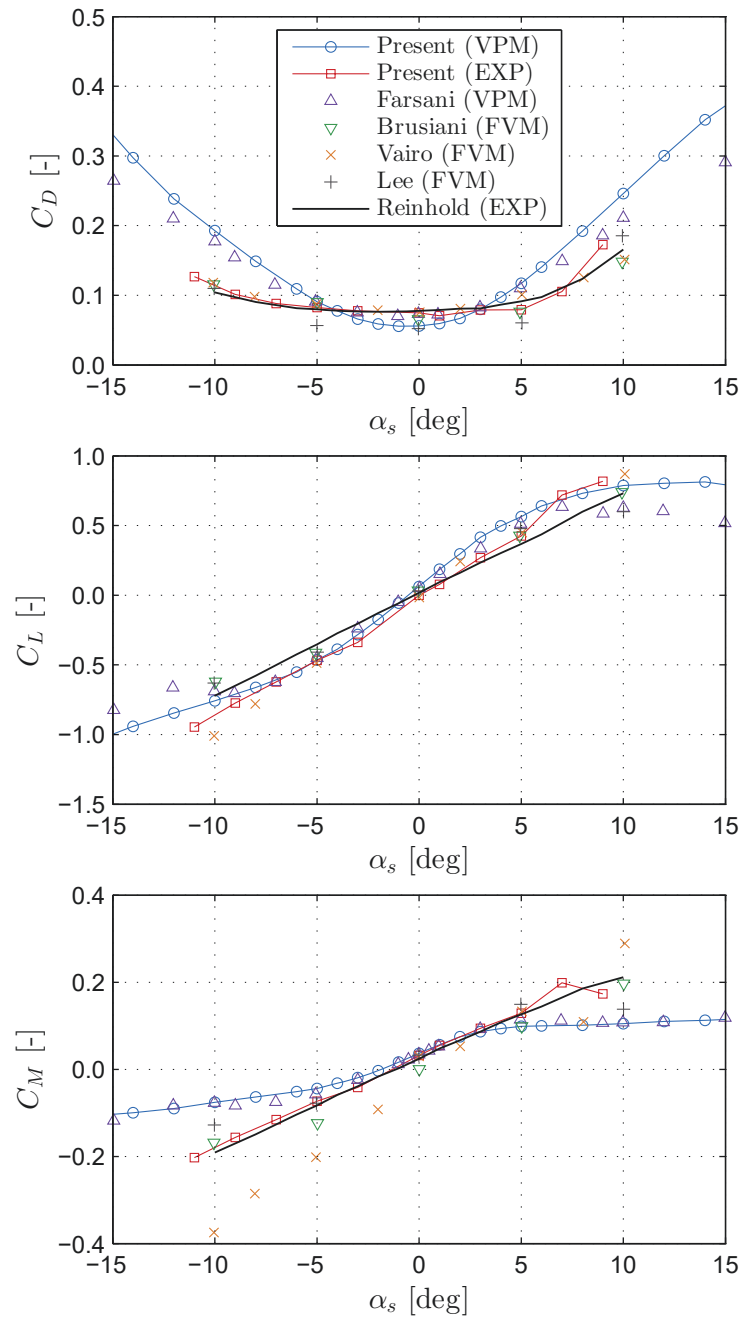 0.5
0.4
0.3
0.2
0.1
0.0
C_D [-]
Present (VPM)
Present (EXP)
Farsani (VPM)
Brusiani (FVM)
Vairo (FVM)
Lee (FVM)
Reinhold (EXP)
−15 −10 −5 0 5 10 15
α_s [deg]
1.0
0.5
0.0
−0.5
−1.0
−1.5
C_L [-]
−15 −10 −5 0 5 10 15
α_s [deg]
0.4
0.2
0.0
−0.2
−0.4
C_M [-]
−15 −10 −5 0 5 10 15
α_s [deg]